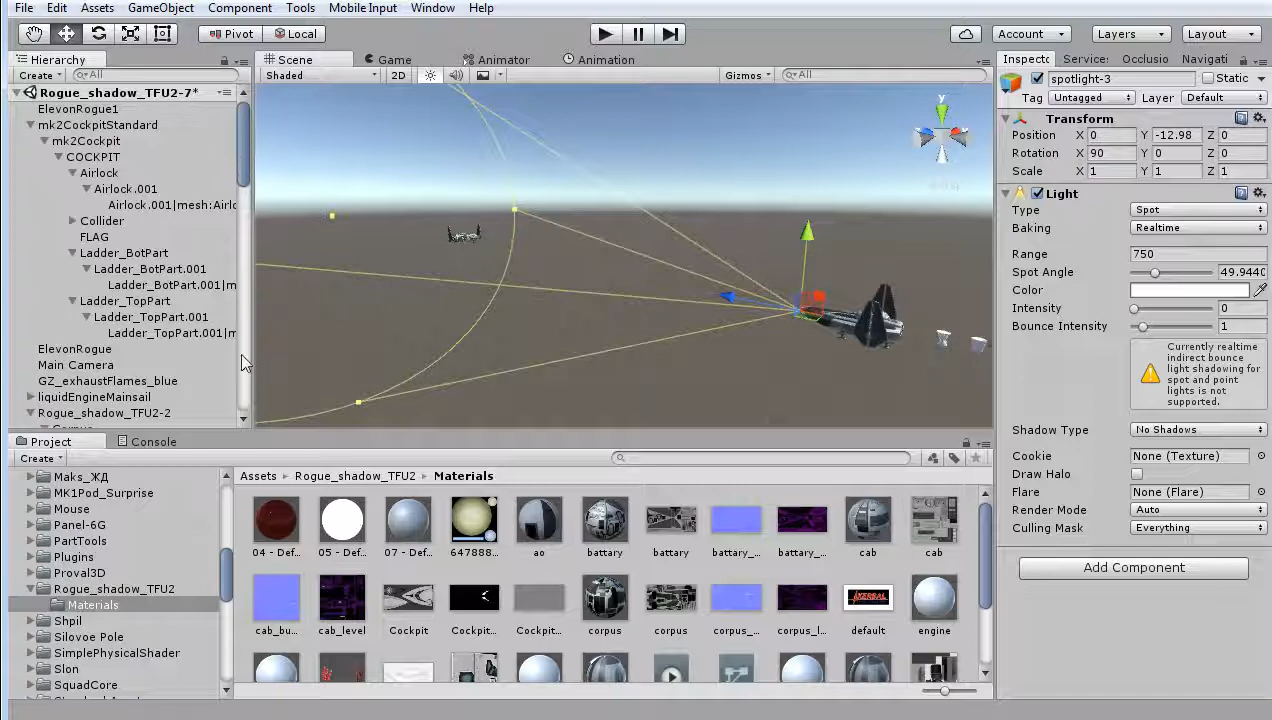 File Edit Assets GameObject Component Tools Mobile Input Window Help
Pivot Local Account Layers Layout
Hierarchy Scene Game Animator Animation Inspecto Services Occlusio Navigati
Create All Shaded 2D Gizmos All spotlight-3 Static
Tag Untagged Layer Default
Rogue_shadow_TFU2-7*
ElevonRogue1
mk2CockpitStandard
mk2Cockpit
COCKPIT
Airlock
Airlock.001
Airlock.001|mesh:Airlo
Collider
FLAG
Ladder_BotPart
Ladder_BotPart.001
Ladder_BotPart.001|m
Ladder_TopPart
Ladder_TopPart.001
Ladder_TopPart.001|m
ElevonRogue
Main Camera
GZ_exhaustFlames_blue
liquidEngineMainsail
Rogue_shadow_TFU2-2
y
Transform
Position X 0 Y -12.98 Z 0
Rotation X 90 Y 0 Z 0
Scale X 1 Y 1 Z 1
Light
Type Spot
Baking Realtime
Range 750
Spot Angle 49.944
Color
Intensity 0
Bounce Intensity 1
Currently realtime
indirect bounce
light shadowing for
spot and point
lights is not
supported.
Shadow Type No Shadows
Cookie None (Texture)
Draw Halo
Flare None (Flare)
Render Mode Auto
Culling Mask Everything
Add Component
Project Console
Create
Maks_ЖД
MK1Pod_Surprise
Mouse
Panel-6G
PartTools
Plugins
Proval3D
Rogue_shadow_TFU2
Materials
Shpil
Silovoe Pole
SimplePhysicalShader
Slon
SquadCore
Assets Rogue_shadow_TFU2 Materials
04 - Def... 05 - Def... 07 - Def... 647888... ao battary battary battary_... battary_... cab cab
cab_bu... cab_level Cockpit Cockpit... Cockpit... corpus corpus corpus_... corpus_l... default engine